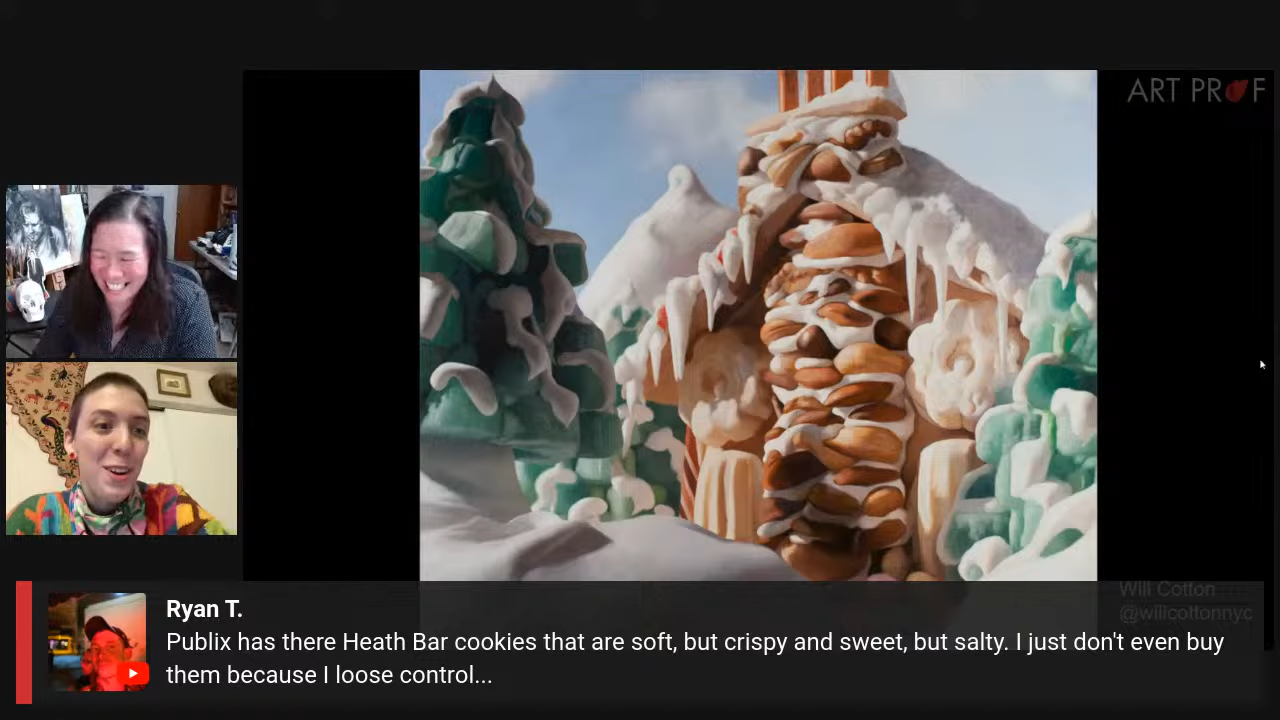 ART PROF
Will Cotton
@willcottonnyc
Ryan T.
Publix has there Heath Bar cookies that are soft, but crispy and sweet, but salty. I just don't even buy
them because I loose control...